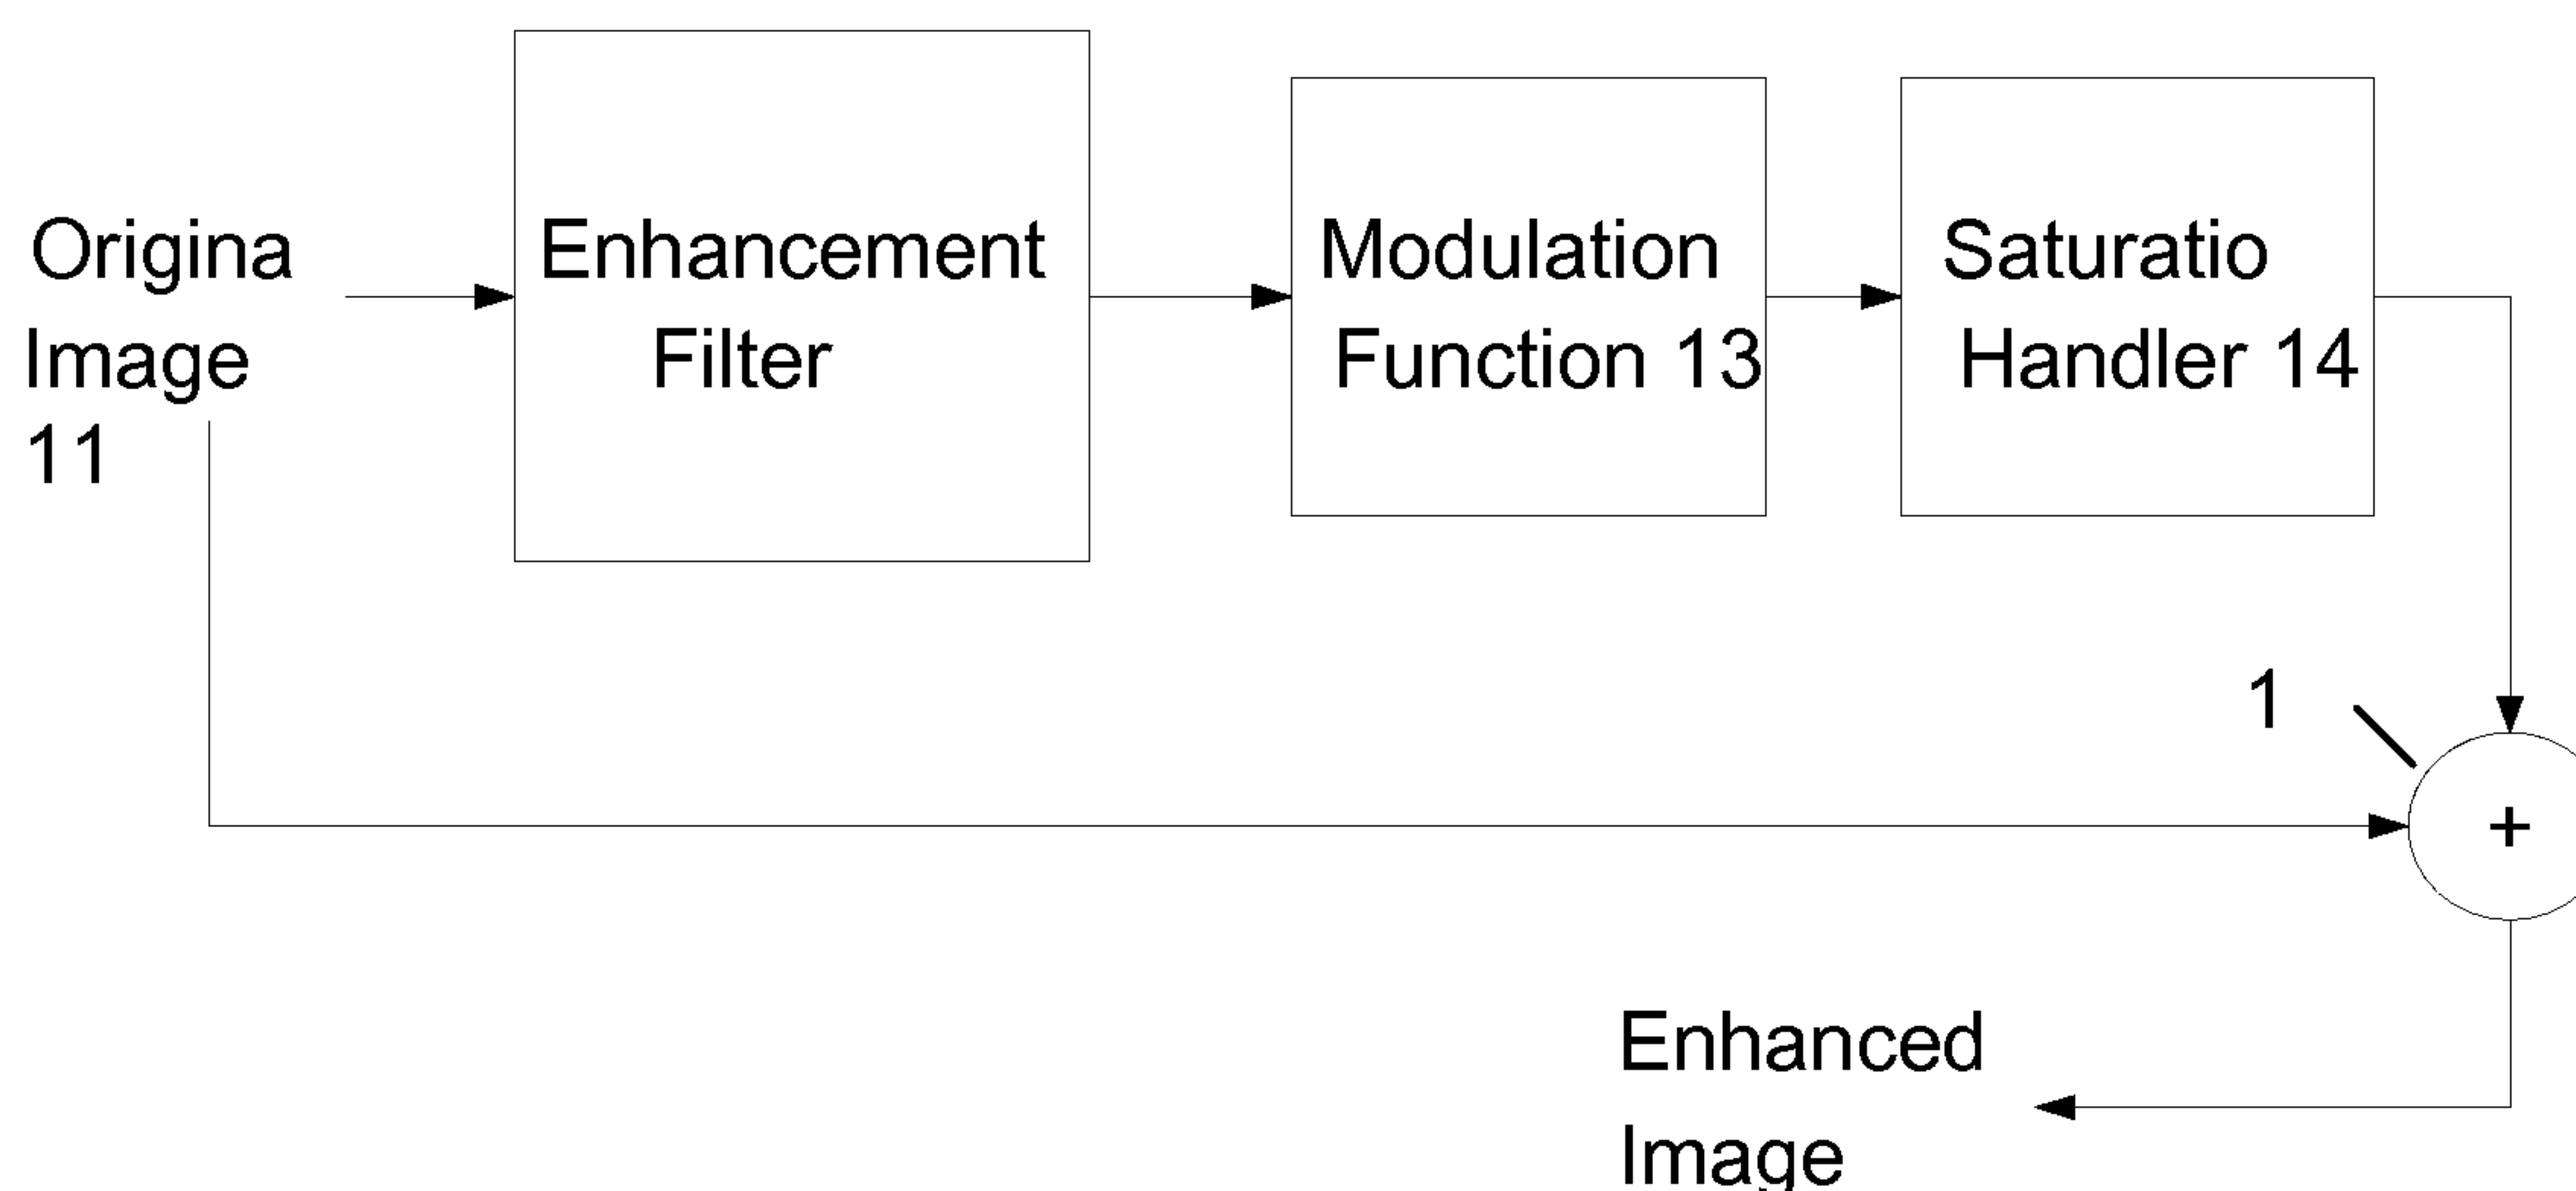 Origina
Image
11
Enhancement
Filter
Modulation
Function 13
Saturatio
Handler 14
1
+
Enhanced
Image